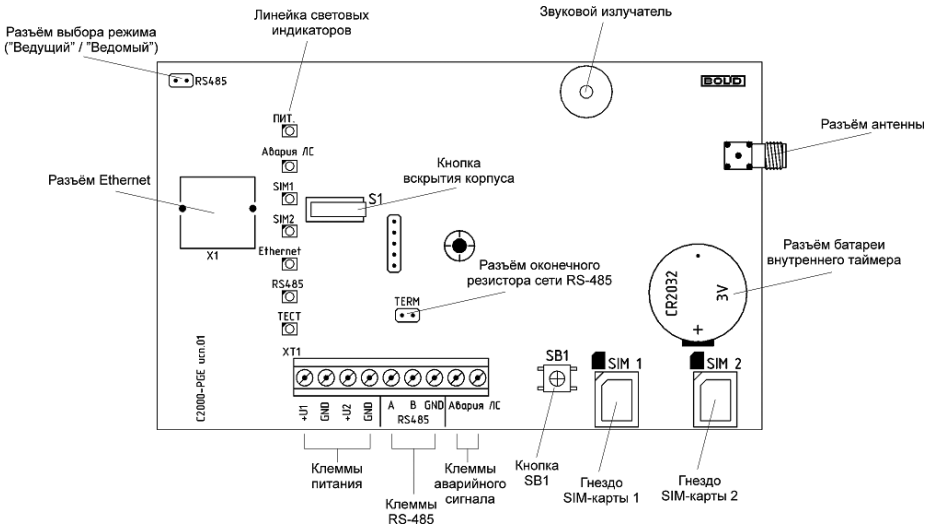 Звуковой излучатель
Линейка световых
индикаторов
Разъём выбора режима
("Ведущий" / "Ведомый")
RS485
BOLID
ПИТ.
Разъём антенны
Авария ЛС
Кнопка
вскрытия корпуса
Разъём Ethernet
SIM1
S1
SIM2
X1
Ethernet
Разъём батареи
внутреннего таймера
Разъём оконечного
резистора сети RS-485
RS485
CR2032
3V
TERM
ТЕСТ
XT1
SB1
SIM 1
SIM 2
С2000-PGE исп.01
+U1
GND
+U2
GND
A
B
GND
Авария ЛС
RS485
Клеммы
питания
Клеммы
RS-485
Клеммы
аварийного
сигнала
Кнопка
SB1
Гнездо
SIM-карты 1
Гнездо
SIM-карты 2